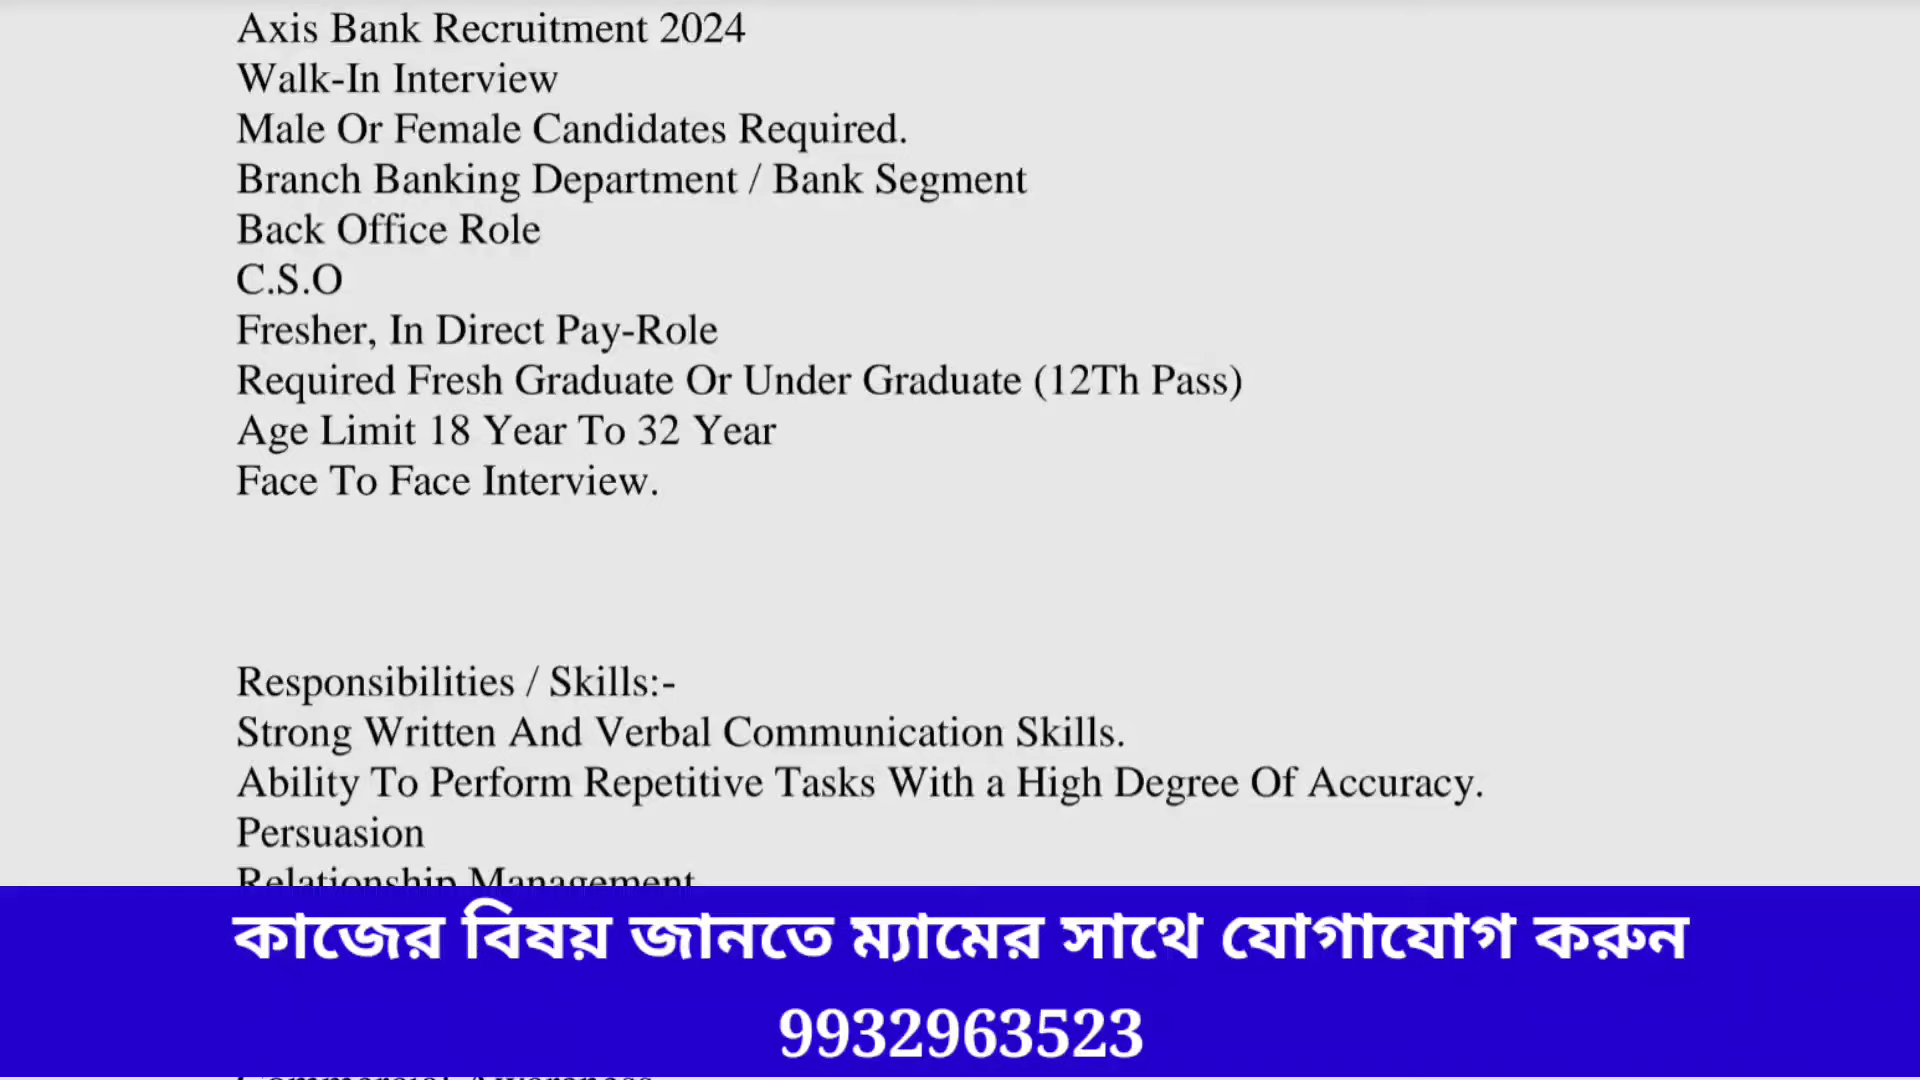 Axis Bank Recruitment 2024
Walk-In Interview
Male Or Female Candidates Required.
Branch Banking Department / Bank Segment
Back Office Role
C.S.O
Fresher, In Direct Pay-Role
Required Fresh Graduate Or Under Graduate (12Th Pass)
Age Limit 18 Year To 32 Year
Face To Face Interview.
Responsibilities / Skills:-
Strong Written And Verbal Communication Skills.
Ability To Perform Repetitive Tasks With a High Degree Of Accuracy.
Persuasion
Relationship Management
কাজের বিষয় জানতে ম্যামের সাথে যোগাযোগ করুন
9932963523